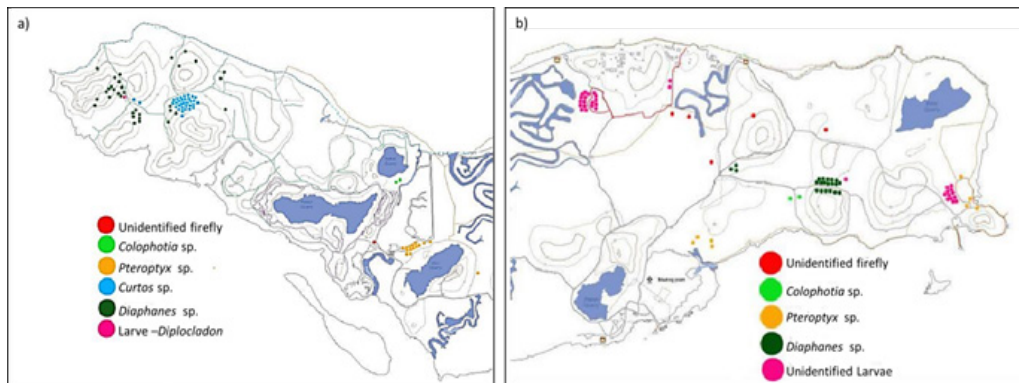 a)
Unidentified firefly
Colophotia sp.
Pteroptyx sp.
Curtos sp.
Diaphanes sp.
Larve –Diplocladon
b)
Unidentified firefly
Colophotia sp.
Pteroptyx sp.
Diaphanes sp.
Unidentified Larvae